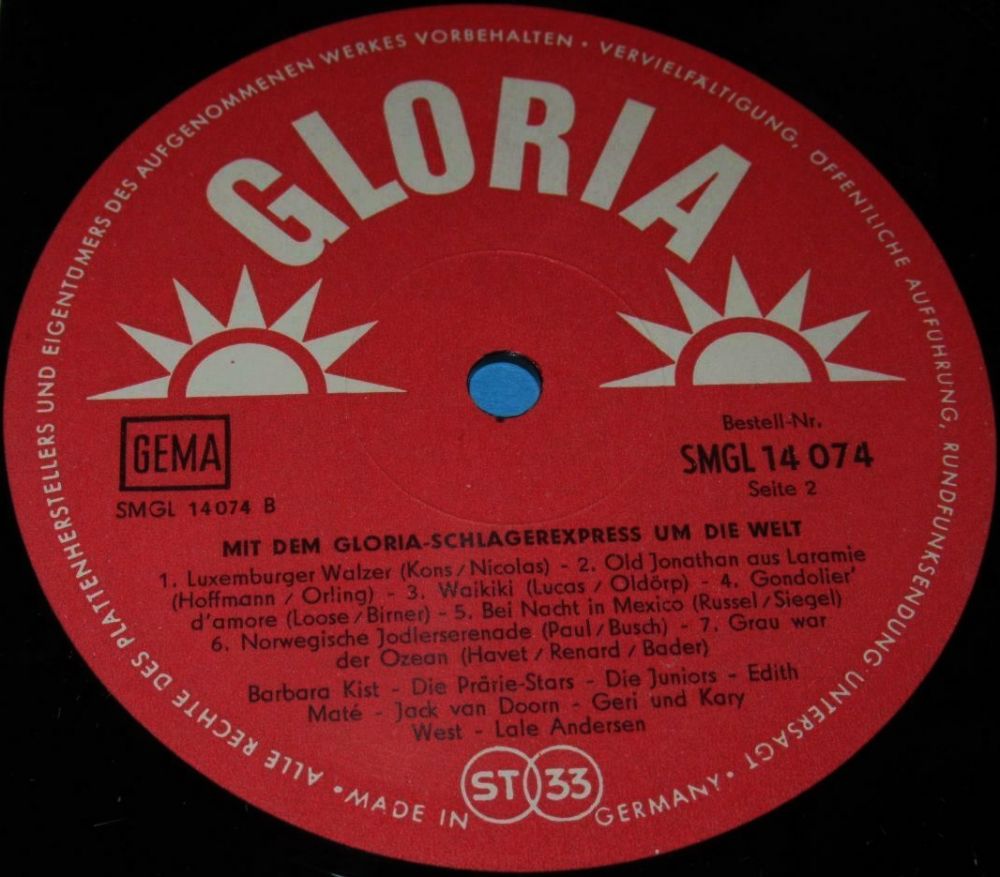 GLORIA
GEMA
SMGL 14074 B
Bestell-Nr.
SMGL 14 074
Seite 2
MIT DEM GLORIA-SCHLAGEREXPRESS UM DIE WELT
1. Luxemburger Walzer (Kons/Nicolas) - 2. Old Jonathan aus Laramie
(Hoffmann / Orling) - 3. Waikiki (Lucas / Oldörp) - 4. Gondolier'
d'amore (Loose/Birner) - 5. Bei Nacht in Mexico (Russel/Siegel)
6. Norwegische Jodlerserenade (Paul/Busch) - 7. Grau war
der Ozean (Havet/Renard/Bader)
Barbara Kist - Die Prärie-Stars - Die Juniors - Edith
Maté - Jack van Doorn - Geri und Kary
West - Lale Andersen
ST 33
• ALLE RECHTE DES PLATTENHERSTELLERS UND EIGENTÜMERS DES AUFGENOMMENEN WERKES VORBEHALTEN • VERVIELFÄLTIGUNG, ÖFFENTLICHE AUFFÜHRUNG, RUNDFUNKSENDUNG UNTERSAGT •
MADE IN GERMANY